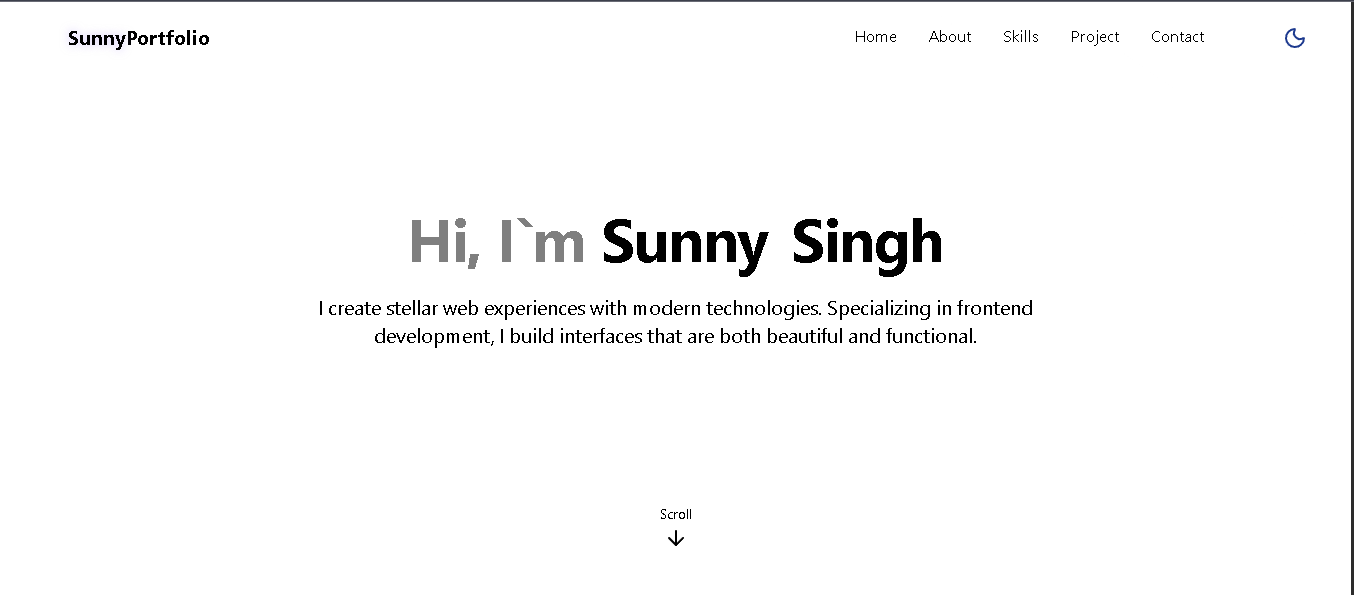 SunnyPortfolio
Home About Skills Project Contact
Hi, I`m Sunny Singh
I create stellar web experiences with modern technologies. Specializing in frontend
development, I build interfaces that are both beautiful and functional.
Scroll